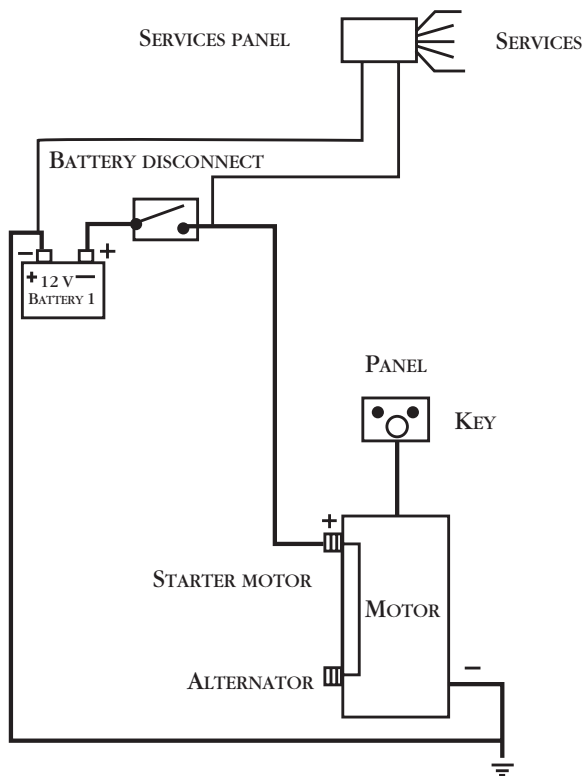 Services panel
Services
Battery disconnect
− +
+ 12 V −
Battery 1
Panel
Key
+
Starter motor
Motor
Alternator
−